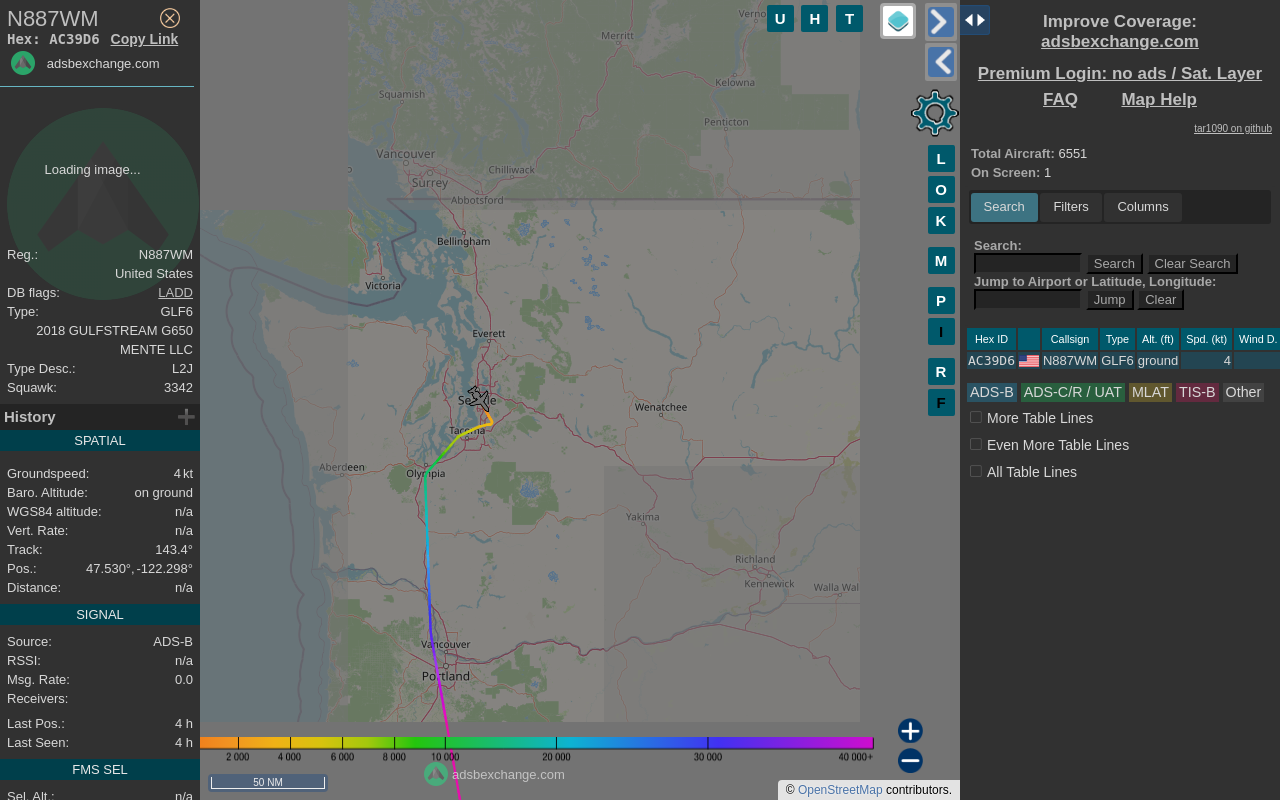 N887WM
Hex: AC39D6 Copy Link
adsbexchange.com
Loading image...
Reg.: N887WM
United States
DB flags: LADD
Type: GLF6
2018 GULFSTREAM G650
MENTE LLC
Type Desc.: L2J
Squawk: 3342
History
SPATIAL
Groundspeed: 4 kt
Baro. Altitude: on ground
WGS84 altitude: n/a
Vert. Rate: n/a
Track: 143.4°
Pos.: 47.530°, -122.298°
Distance: n/a
SIGNAL
Source: ADS-B
RSSI: n/a
Msg. Rate: 0.0
Receivers:
Last Pos.: 4 h
Last Seen: 4 h
FMS SEL
Sel. Alt.: n/a
U H T
Merritt
Kelowna
Squamish
Penticton
Vancouver
Chilliwack
Surrey
Abbotsford
Bellingham
Victoria
Everett
Seattle
Wenatchee
Tacoma
Aberdeen
Olympia
Yakima
Richland
Kennewick
Walla Wal
Vancouver
Portland
2 000 4 000 6 000 8 000 10 000 20 000 30 000 40 000+
adsbexchange.com
50 NM
© OpenStreetMap contributors.
L
O
K
M
P
I
R
F
Improve Coverage:
adsbexchange.com
Premium Login: no ads / Sat. Layer
FAQ Map Help
tar1090 on github
Total Aircraft: 6551
On Screen: 1
Search Filters Columns
Search:
Search Clear Search
Jump to Airport or Latitude, Longitude:
Jump Clear
Hex ID Callsign Type Alt. (ft) Spd. (kt) Wind D.
AC39D6 N887WM GLF6 ground 4
ADS-B ADS-C/R / UAT MLAT TIS-B Other
More Table Lines
Even More Table Lines
All Table Lines